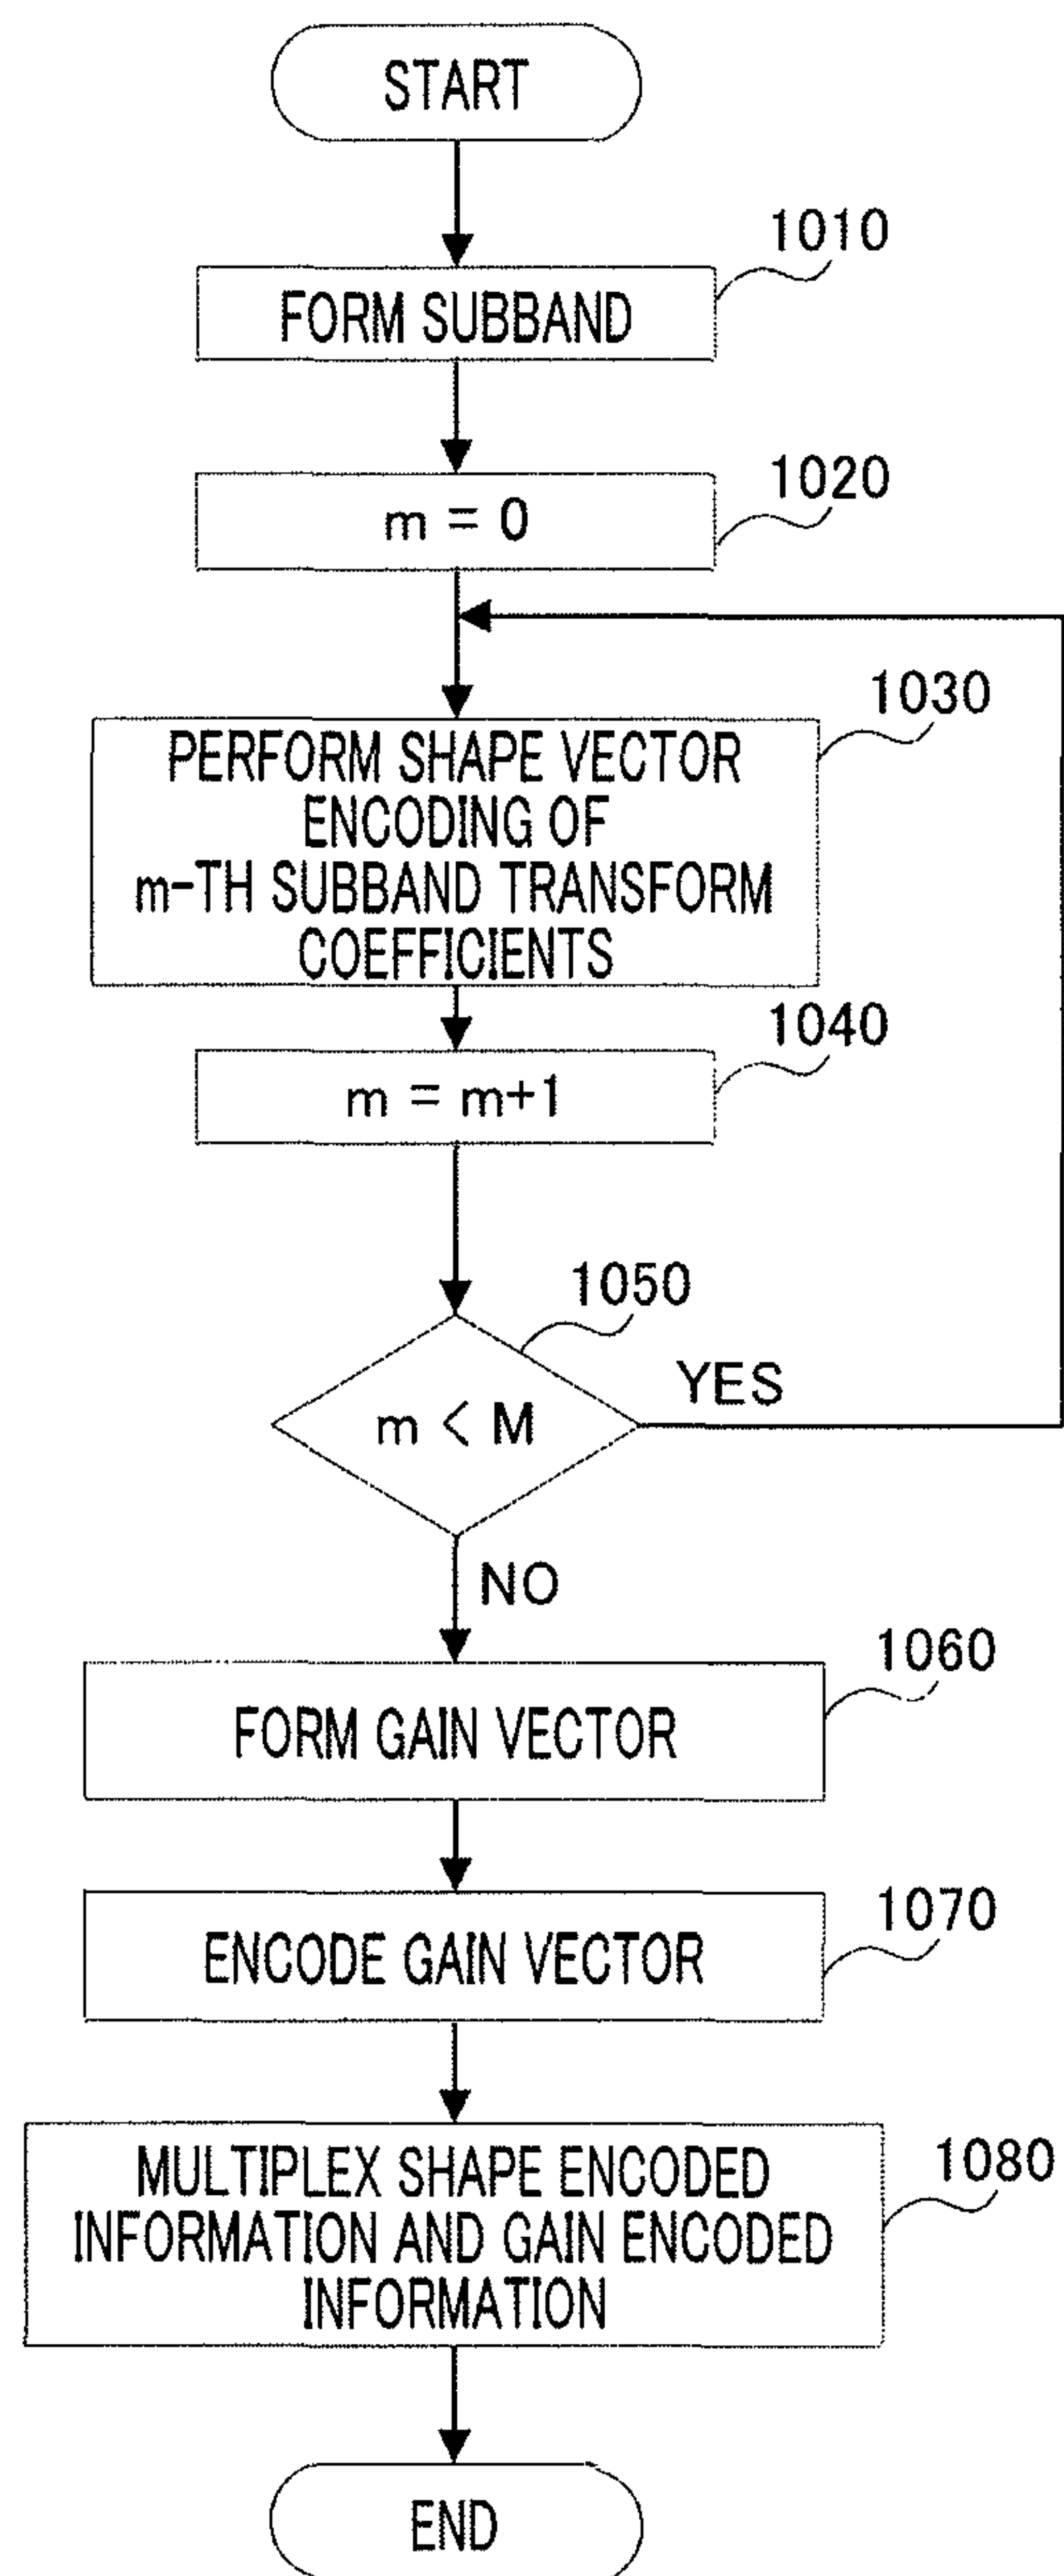 START
1010
FORM SUBBAND
1020
m = 0
1030
PERFORM SHAPE VECTOR
ENCODING OF
m-TH SUBBAND TRANSFORM
COEFFICIENTS
1040
m = m+1
1050
m < M
YES
NO
1060
FORM GAIN VECTOR
1070
ENCODE GAIN VECTOR
1080
MULTIPLEX SHAPE ENCODED
INFORMATION AND GAIN ENCODED
INFORMATION
END